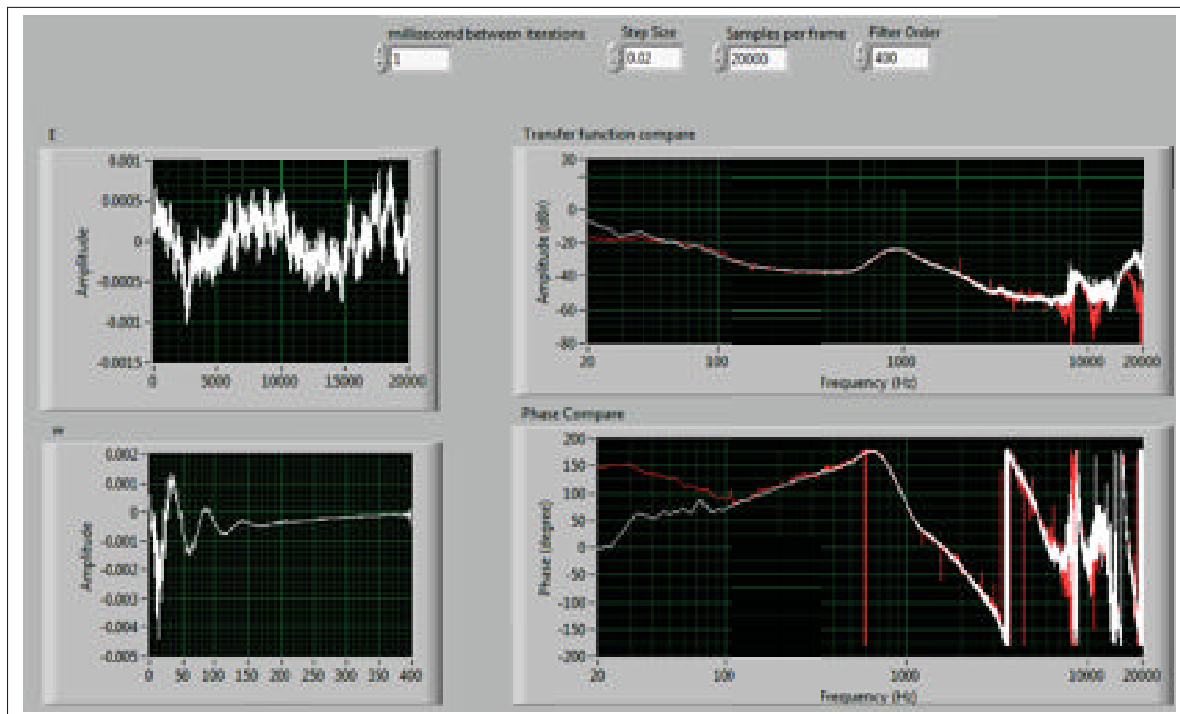 millisecond between iterations
1
Step Size
0.02
Samples per frame
20000
Filter Order
400
E
Amplitude
0.001
0.0005
0
-0.0005
-0.001
-0.0015
0 5000 10000 15000 20000
Transfer function compare
Amplitude (dBr)
0
-20
-40
-60
-80
20 100 1000 10000 20000
Frequency (Hz)
w
Amplitude
0.002
0.001
0
-0.001
-0.002
-0.003
-0.004
-0.005
0 50 100 150 200 250 300 350 400
Phase Compare
Phase (degree)
200
150
100
50
0
-50
-100
-150
-200
20 100 1000 10000 20000
Frequency (Hz)